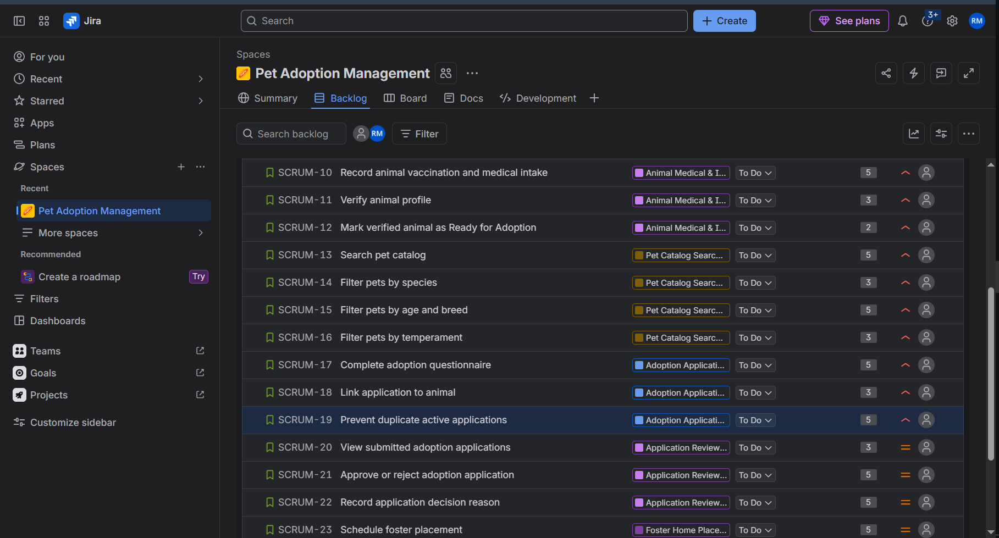 Jira
Search
Create
See plans
3+
RM
For you
Recent
Starred
Apps
Plans
Spaces
Recent
Pet Adoption Management
More spaces
Recommended
Create a roadmap
Try
Filters
Dashboards
Teams
Goals
Projects
Customize sidebar
Spaces
Pet Adoption Management
Summary
Backlog
Board
Docs
Development
Search backlog
RM
Filter
SCRUM-10 Record animal vaccination and medical intake Animal Medical & I... To Do 5
SCRUM-11 Verify animal profile Animal Medical & I... To Do 3
SCRUM-12 Mark verified animal as Ready for Adoption Animal Medical & I... To Do 2
SCRUM-13 Search pet catalog Pet Catalog Searc... To Do 5
SCRUM-14 Filter pets by species Pet Catalog Searc... To Do 3
SCRUM-15 Filter pets by age and breed Pet Catalog Searc... To Do 5
SCRUM-16 Filter pets by temperament Pet Catalog Searc... To Do 3
SCRUM-17 Complete adoption questionnaire Adoption Applicati... To Do 5
SCRUM-18 Link application to animal Adoption Applicati... To Do 3
SCRUM-19 Prevent duplicate active applications Adoption Applicati... To Do 5
SCRUM-20 View submitted adoption applications Application Review... To Do 3
SCRUM-21 Approve or reject adoption application Application Review... To Do 5
SCRUM-22 Record application decision reason Application Review... To Do 5
SCRUM-23 Schedule foster placement Foster Home Place... To Do 5